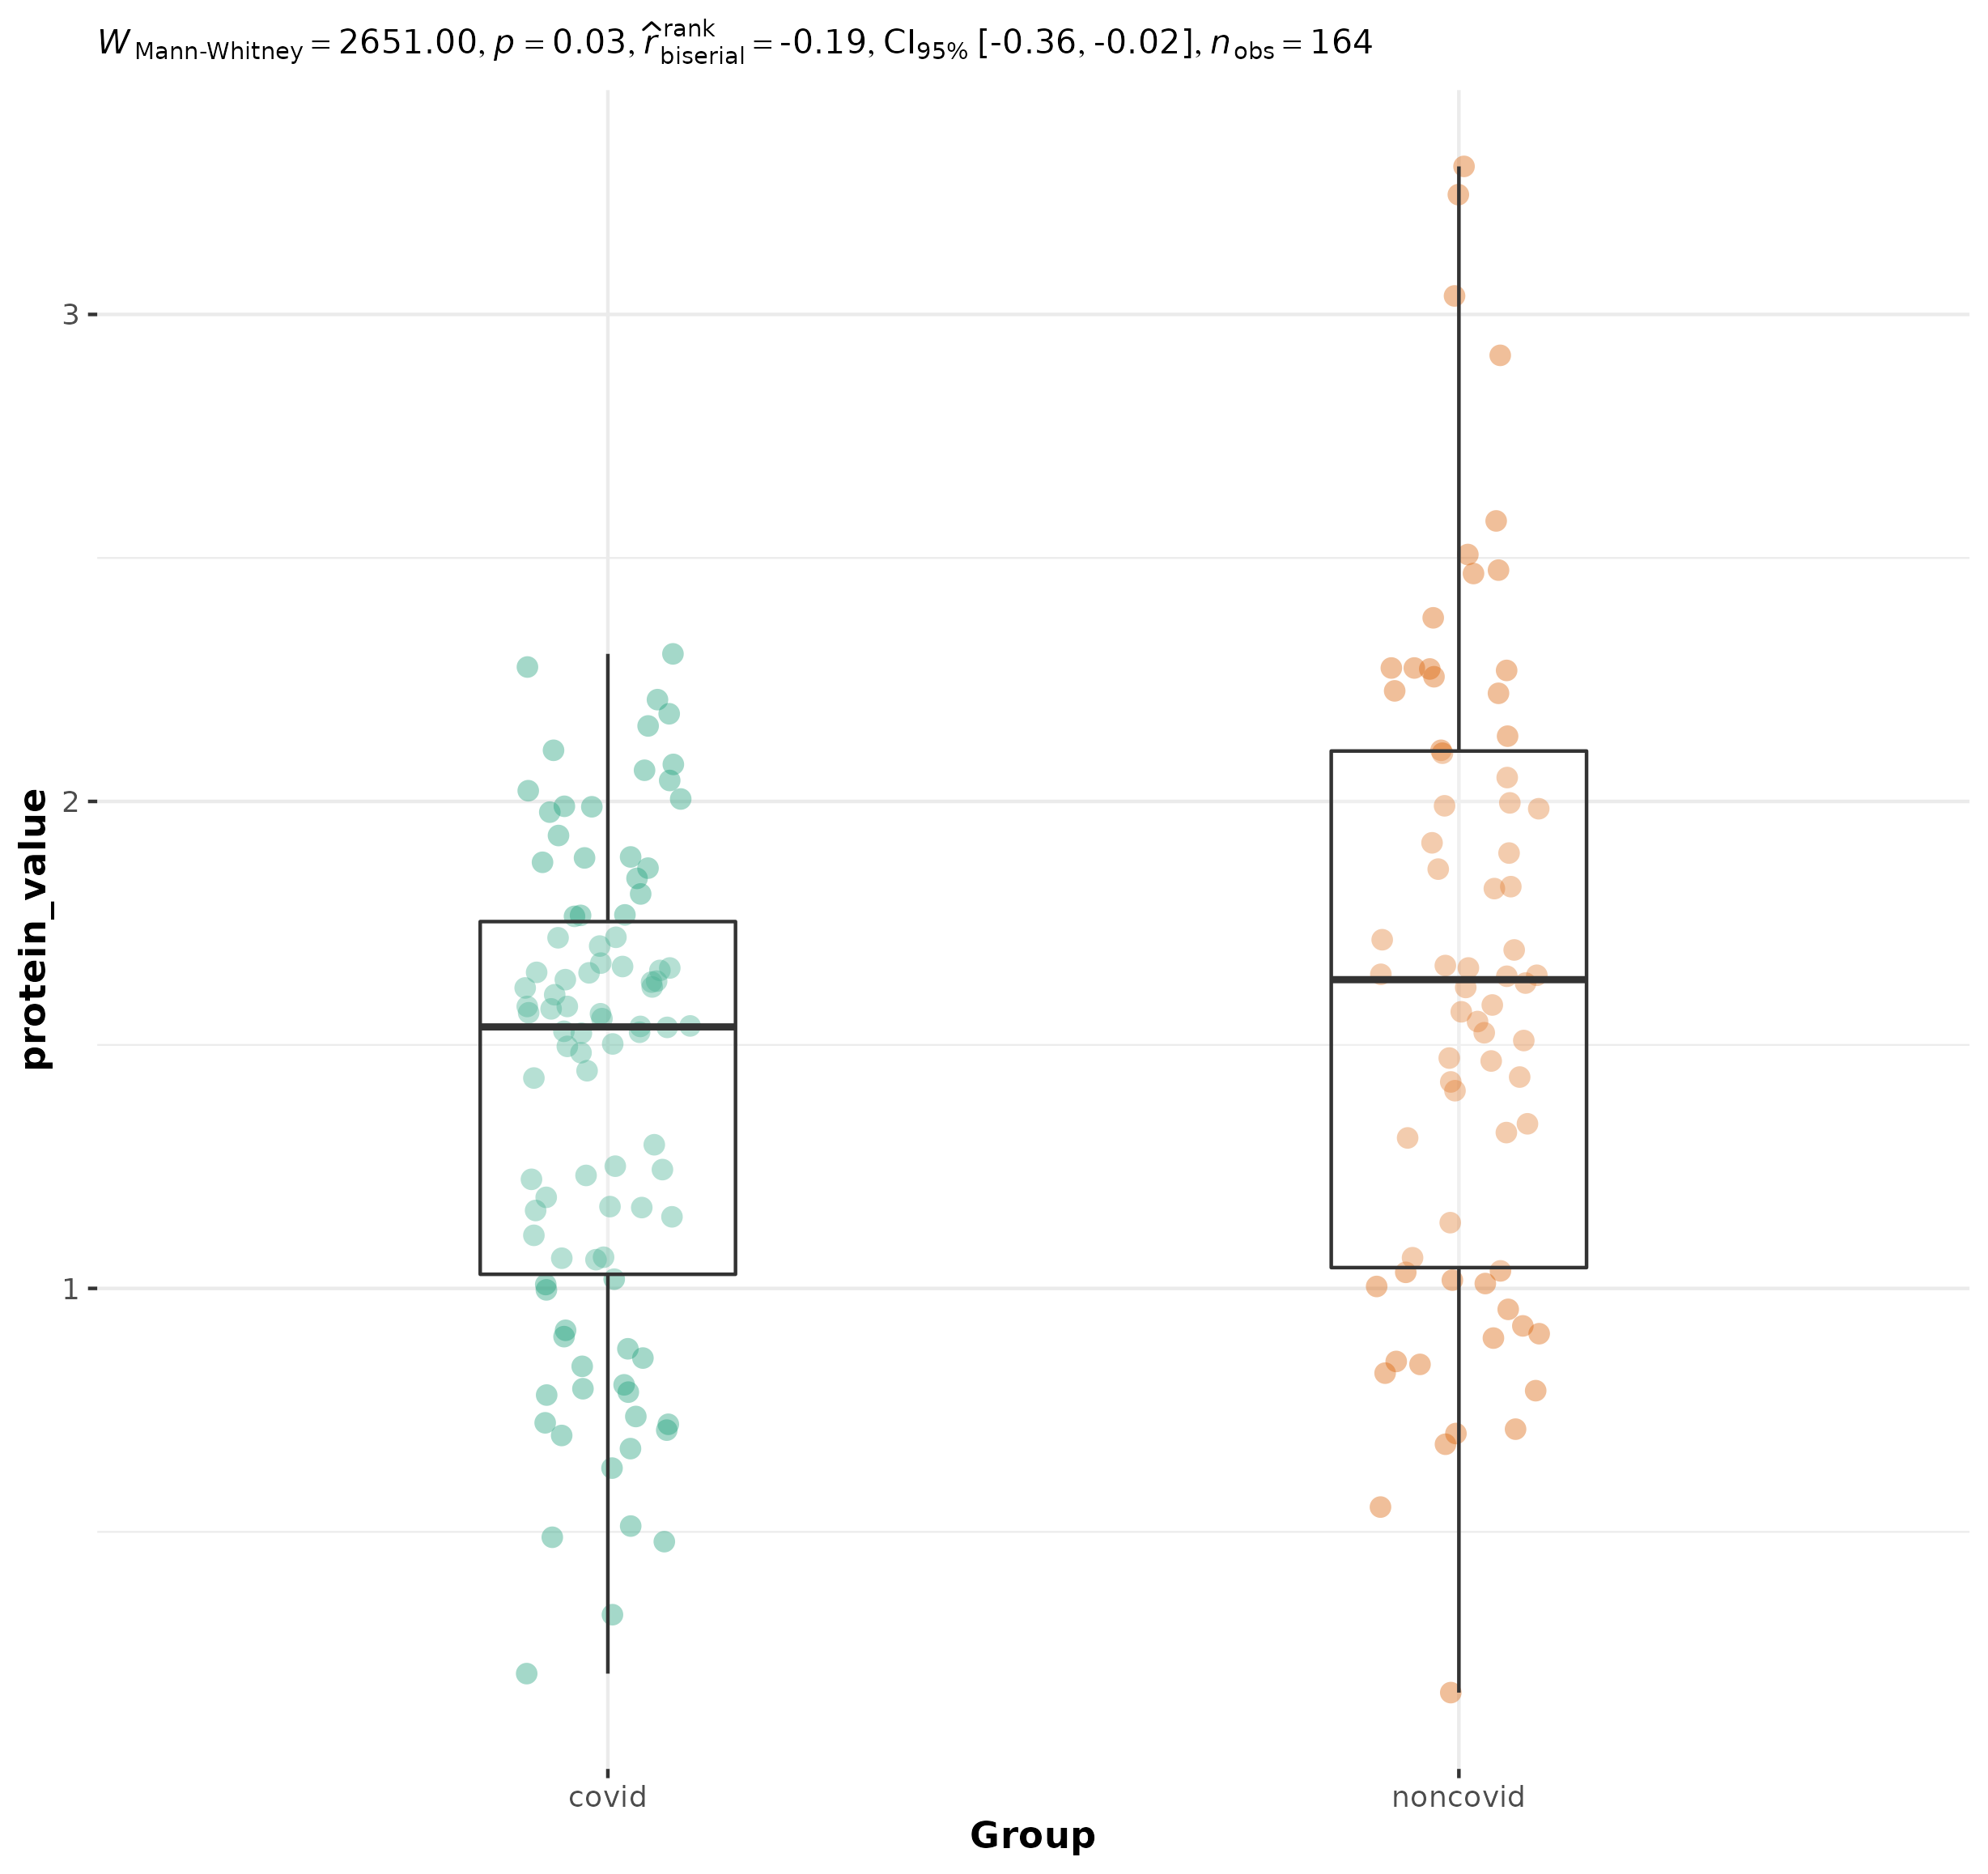 W Mann-Whitney = 2651.00, p = 0.03, r̂ rank biserial = -0.19, CI95% [-0.36, -0.02], nobs = 164
protein_value
3
2
1
covid noncovid
Group